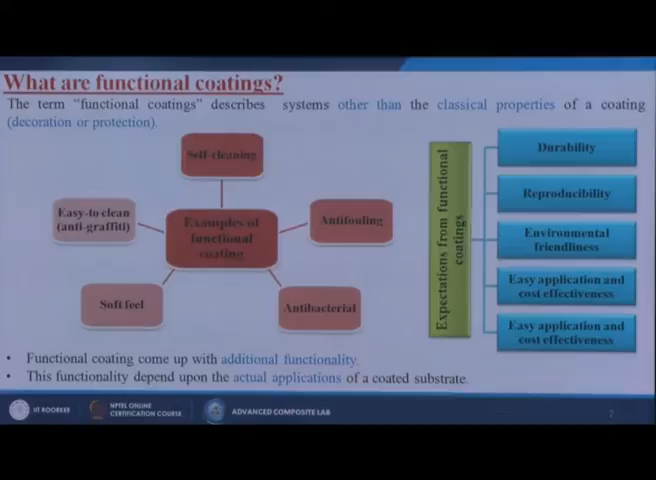 What are functional coatings?
The term "functional coatings" describes systems other than the classical properties of a coating
(decoration or protection).
Self-cleaning
Easy-to clean
(anti-graffiti)
Examples of
functional
coating
Antifouling
Soft feel
Antibacterial
Expectations from functional
coatings
Durability
Reproducibility
Environmental
friendliness
Easy application and
cost effectiveness
Easy application and
cost effectiveness
• Functional coating come up with additional functionality.
• This functionality depend upon the actual applications of a coated substrate.
IIT ROORKEE
NPTEL ONLINE
CERTIFICATION COURSE
ADVANCED COMPOSITE LAB
2